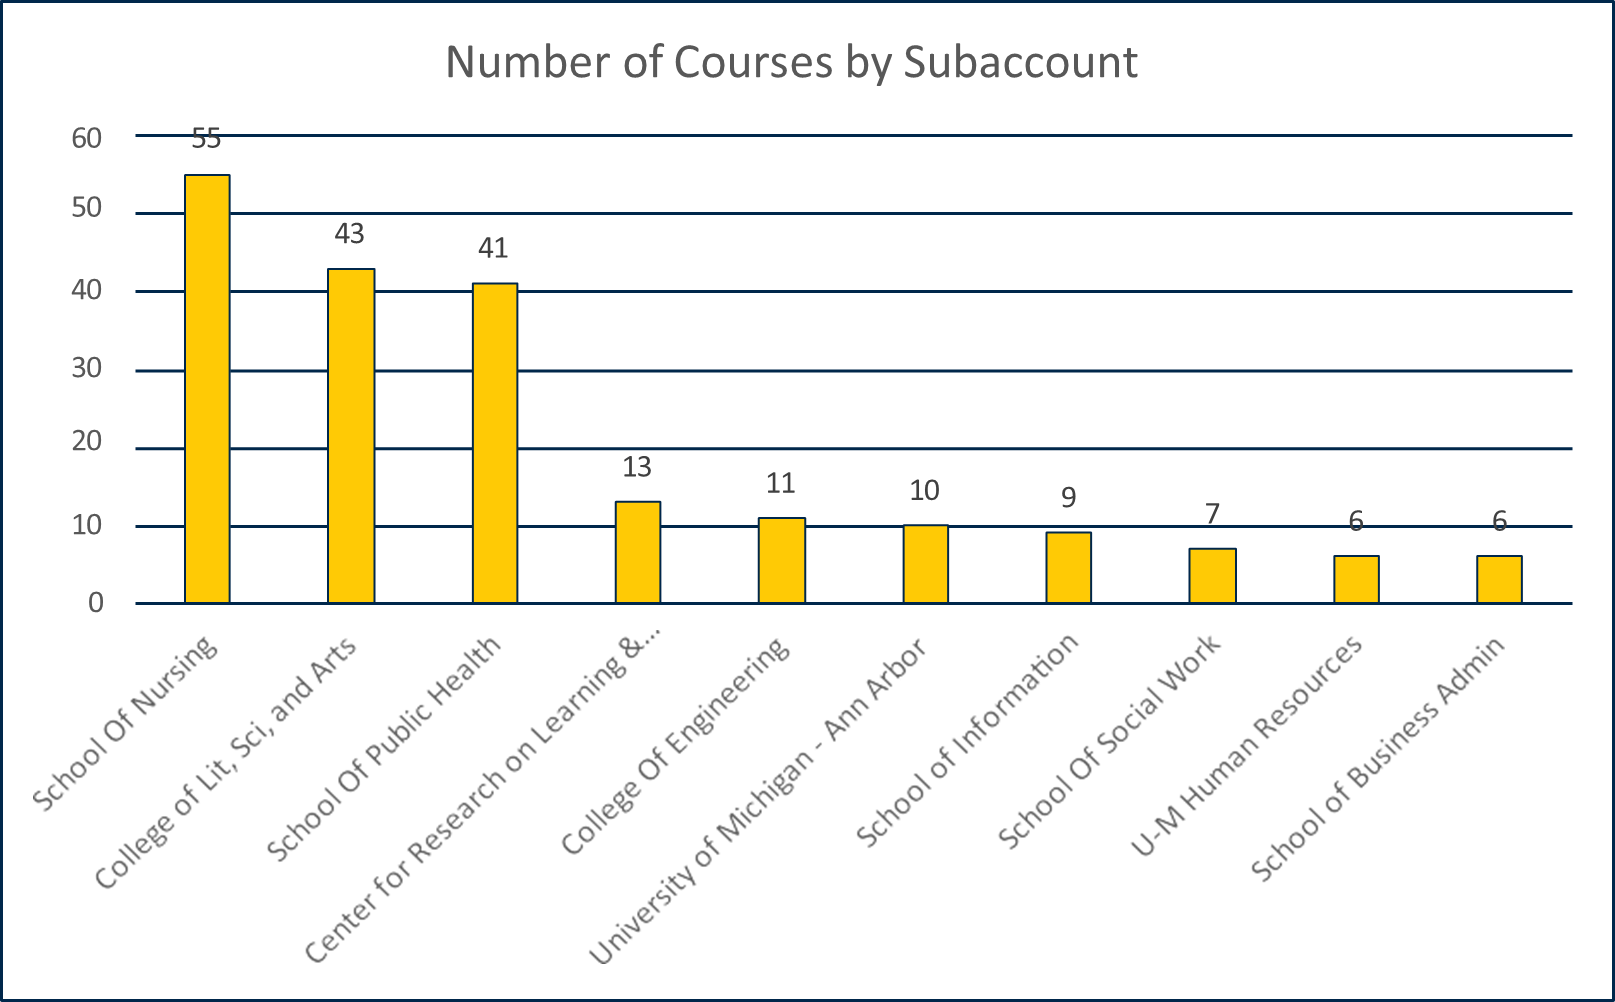 Number of Courses by Subaccount
60
50
40
30
20
10
0
55
43
41
13
11
10
9
7
6
6
School Of Nursing
College of Lit, Sci, and Arts
School Of Public Health
Center for Research on Learning &...
College Of Engineering
University of Michigan - Ann Arbor
School of Information
School Of Social Work
U-M Human Resources
School of Business Admin